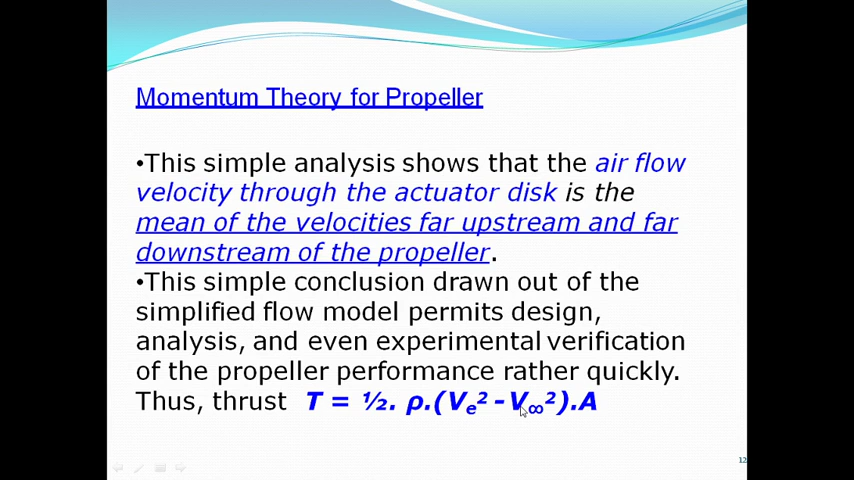 Momentum Theory for Propeller
•This simple analysis shows that the air flow
velocity through the actuator disk is the
mean of the velocities far upstream and far
downstream of the propeller.
•This simple conclusion drawn out of the
simplified flow model permits design,
analysis, and even experimental verification
of the propeller performance rather quickly.
Thus, thrust T = ½. ρ.(Vₑ² - V∞²).A
12